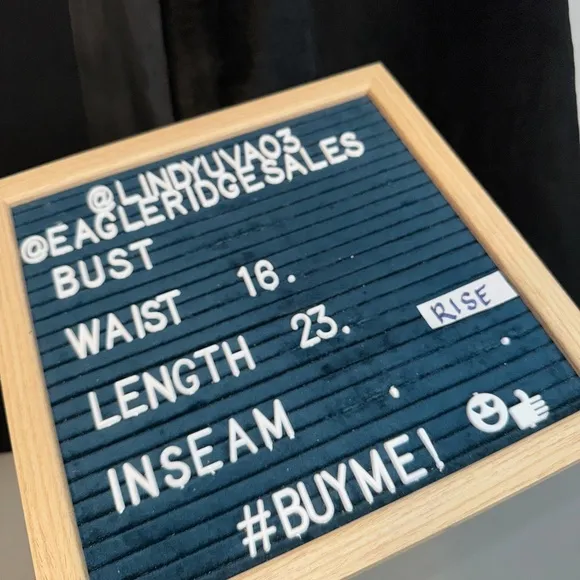 @LINDYUVA03
@EAGLERIDGESALES
BUST
WAIST 16.
LENGTH 23. RISE
INSEAM .
#BUYME!